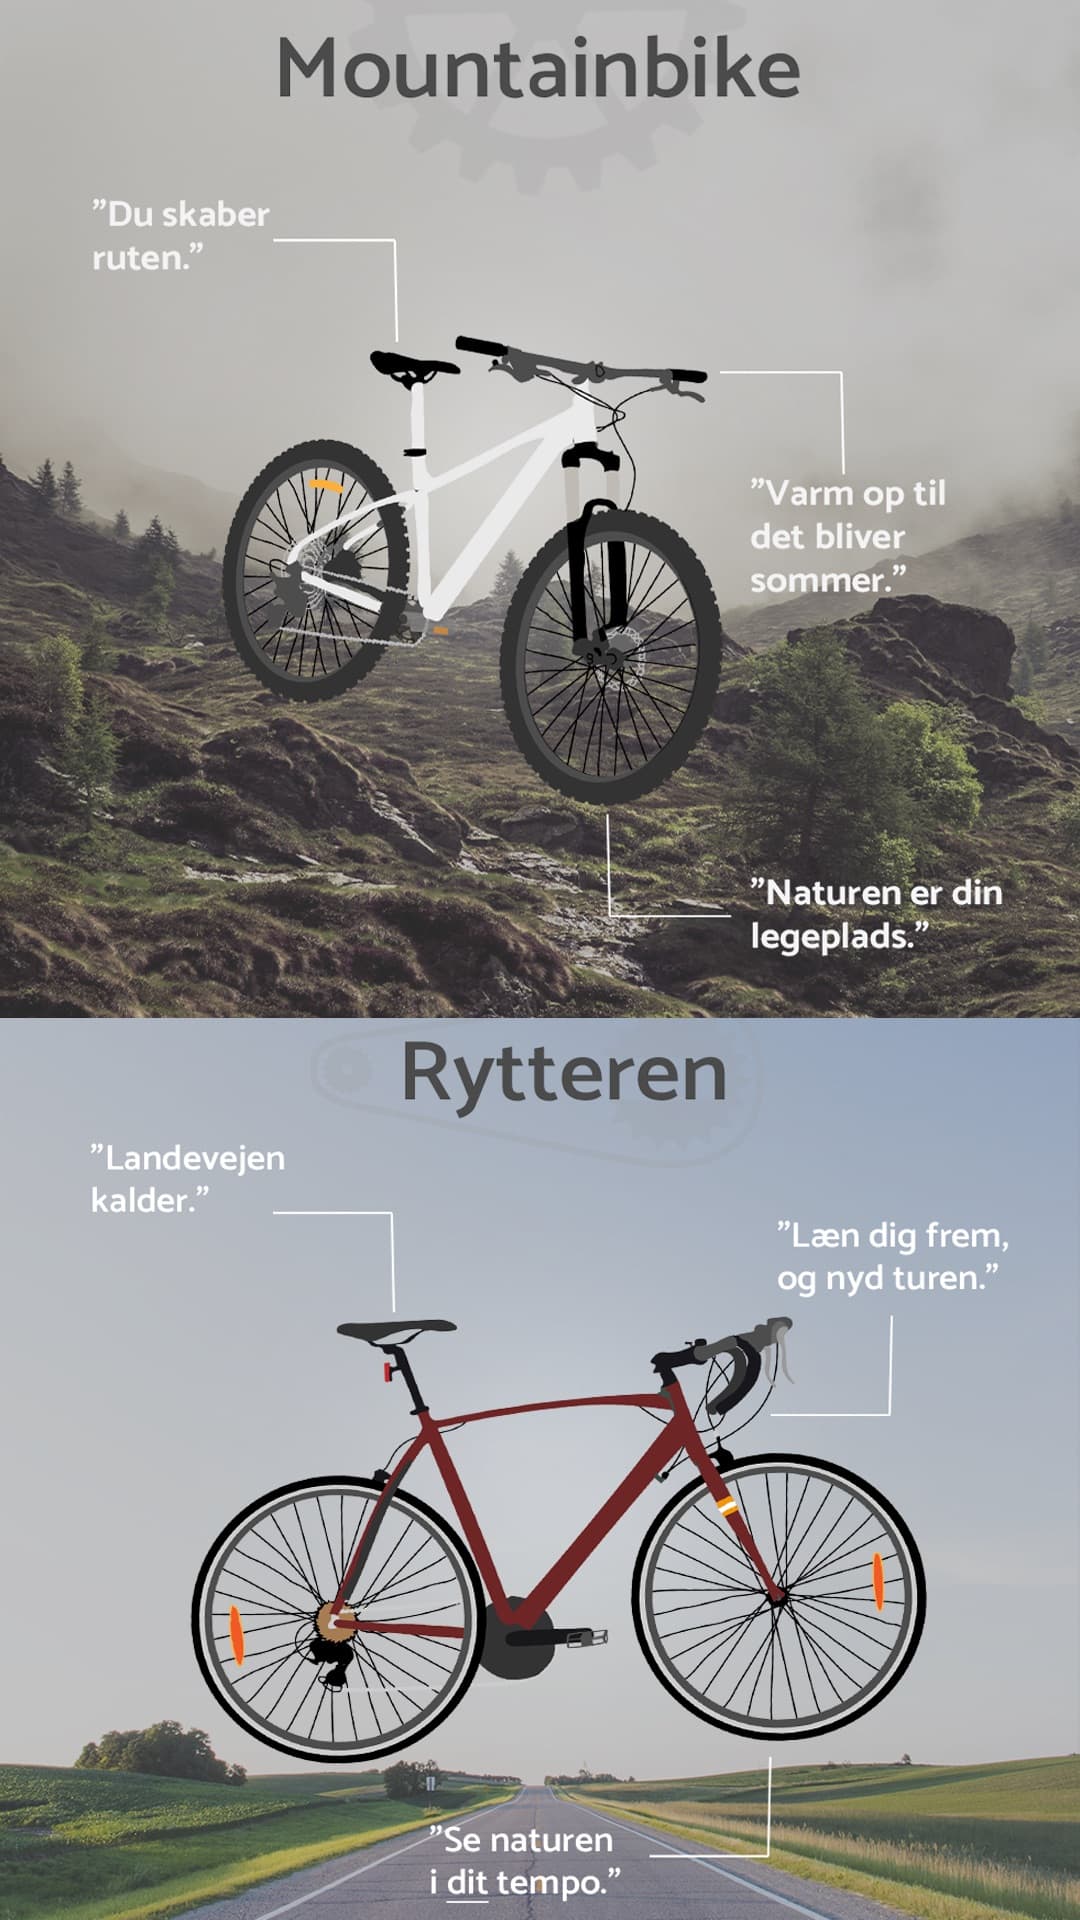 Mountainbike
”Du skaber
ruten.”
”Varm op til
det bliver
sommer.”
”Naturen er din
legeplads.”
Rytteren
”Landevejen
kalder.”
”Læn dig frem,
og nyd turen.”
”Se naturen
i dit tempo.”